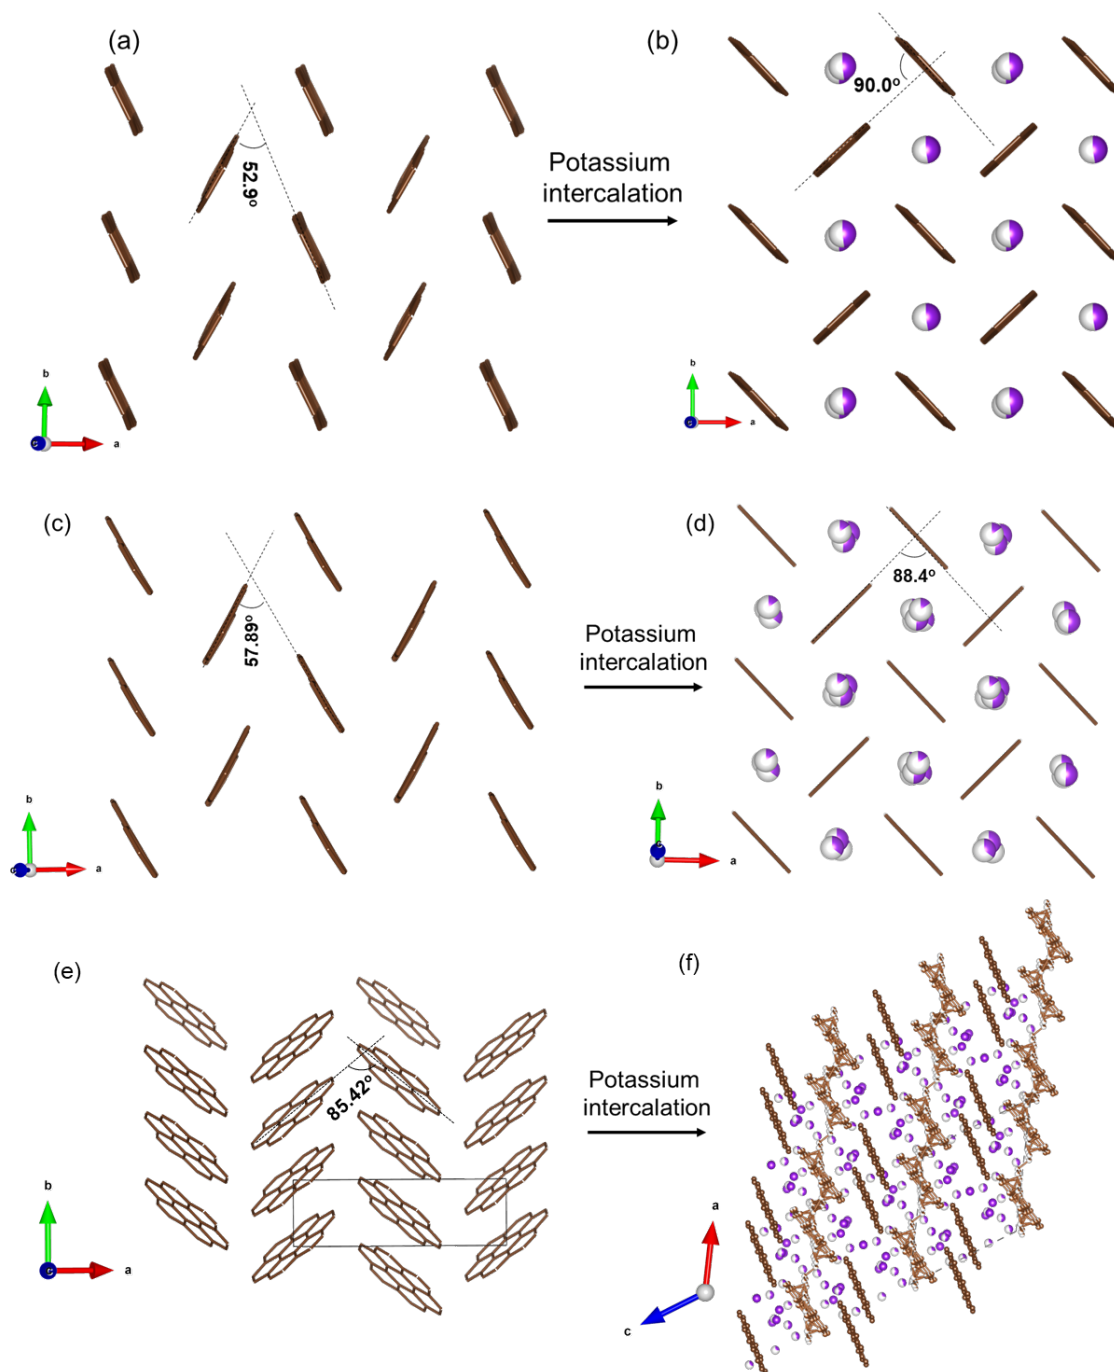 (a)
52.9°
b
c
a
Potassium
intercalation
(b)
90.0°
b
c
a
(c)
57.89°
b
c
a
Potassium
intercalation
(d)
88.4°
b
c
a
(e)
85.42°
b
c
a
Potassium
intercalation
(f)
a
c